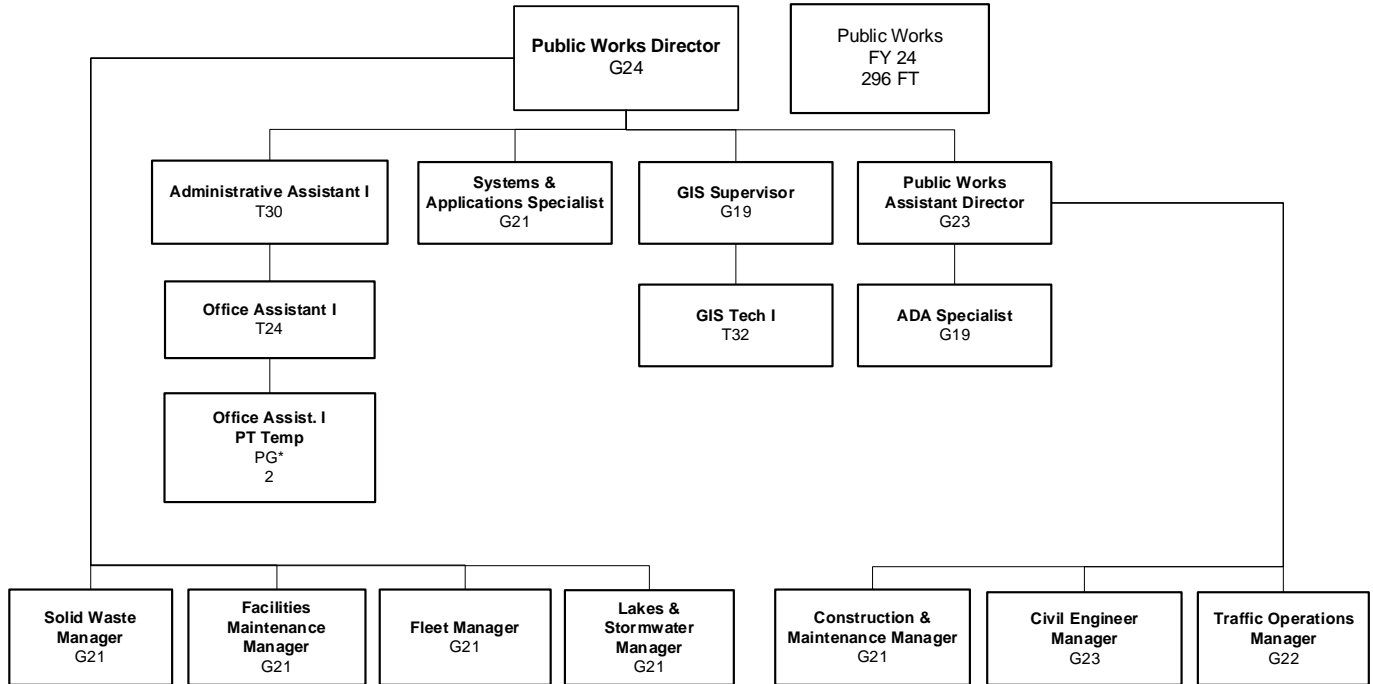 Public Works Director
G24
Public Works
FY 24
296 FT
Administrative Assistant I
T30
Systems &
Applications Specialist
G21
GIS Supervisor
G19
Public Works
Assistant Director
G23
Office Assistant I
T24
GIS Tech I
T32
ADA Specialist
G19
Office Assist. I
PT Temp
PG*
2
Solid Waste
Manager
G21
Facilities
Maintenance
Manager
G21
Fleet Manager
G21
Lakes &
Stormwater
Manager
G21
Construction &
Maintenance Manager
G21
Civil Engineer
Manager
G23
Traffic Operations
Manager
G22